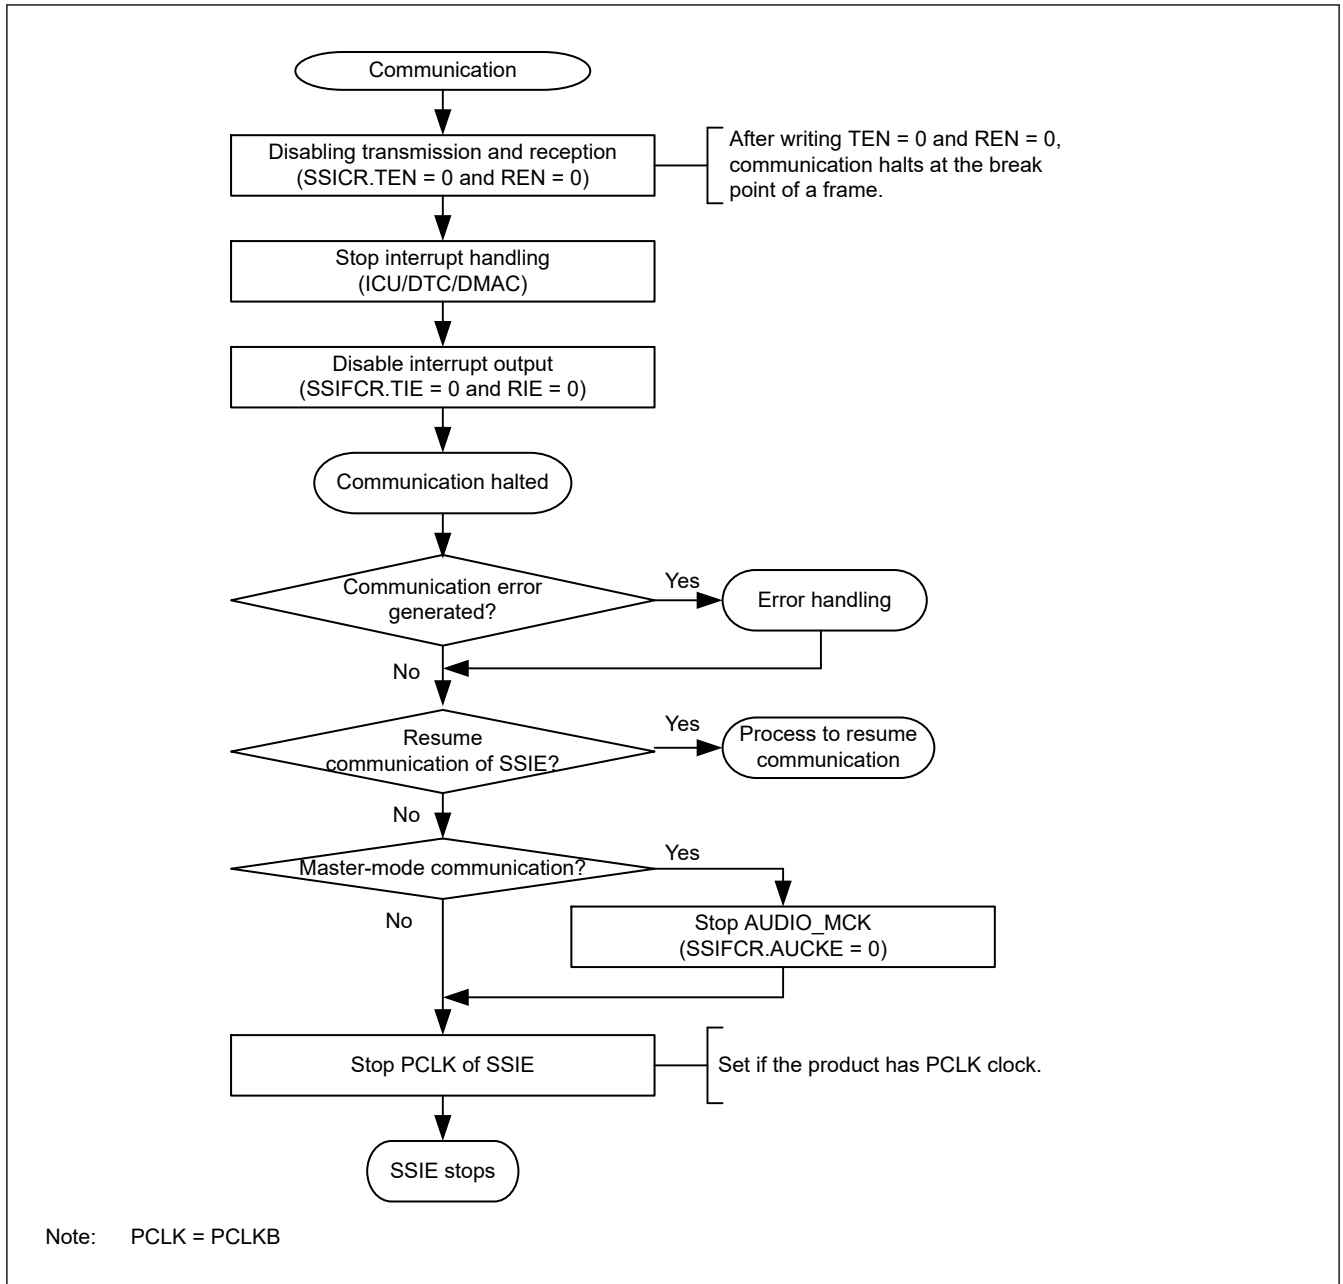 Communication
Disabling transmission and reception
(SSICR.TEN = 0 and REN = 0)
After writing TEN = 0 and REN = 0,
communication halts at the break
point of a frame.
Stop interrupt handling
(ICU/DTC/DMAC)
Disable interrupt output
(SSIFCR.TIE = 0 and RIE = 0)
Communication halted
Communication error
generated?
Yes
Error handling
No
Resume
communication of SSIE?
Yes
Process to resume
communication
No
Master-mode communication?
Yes
No
Stop AUDIO_MCK
(SSIFCR.AUCKE = 0)
Stop PCLK of SSIE
Set if the product has PCLK clock.
SSIE stops
Note: PCLK = PCLKB